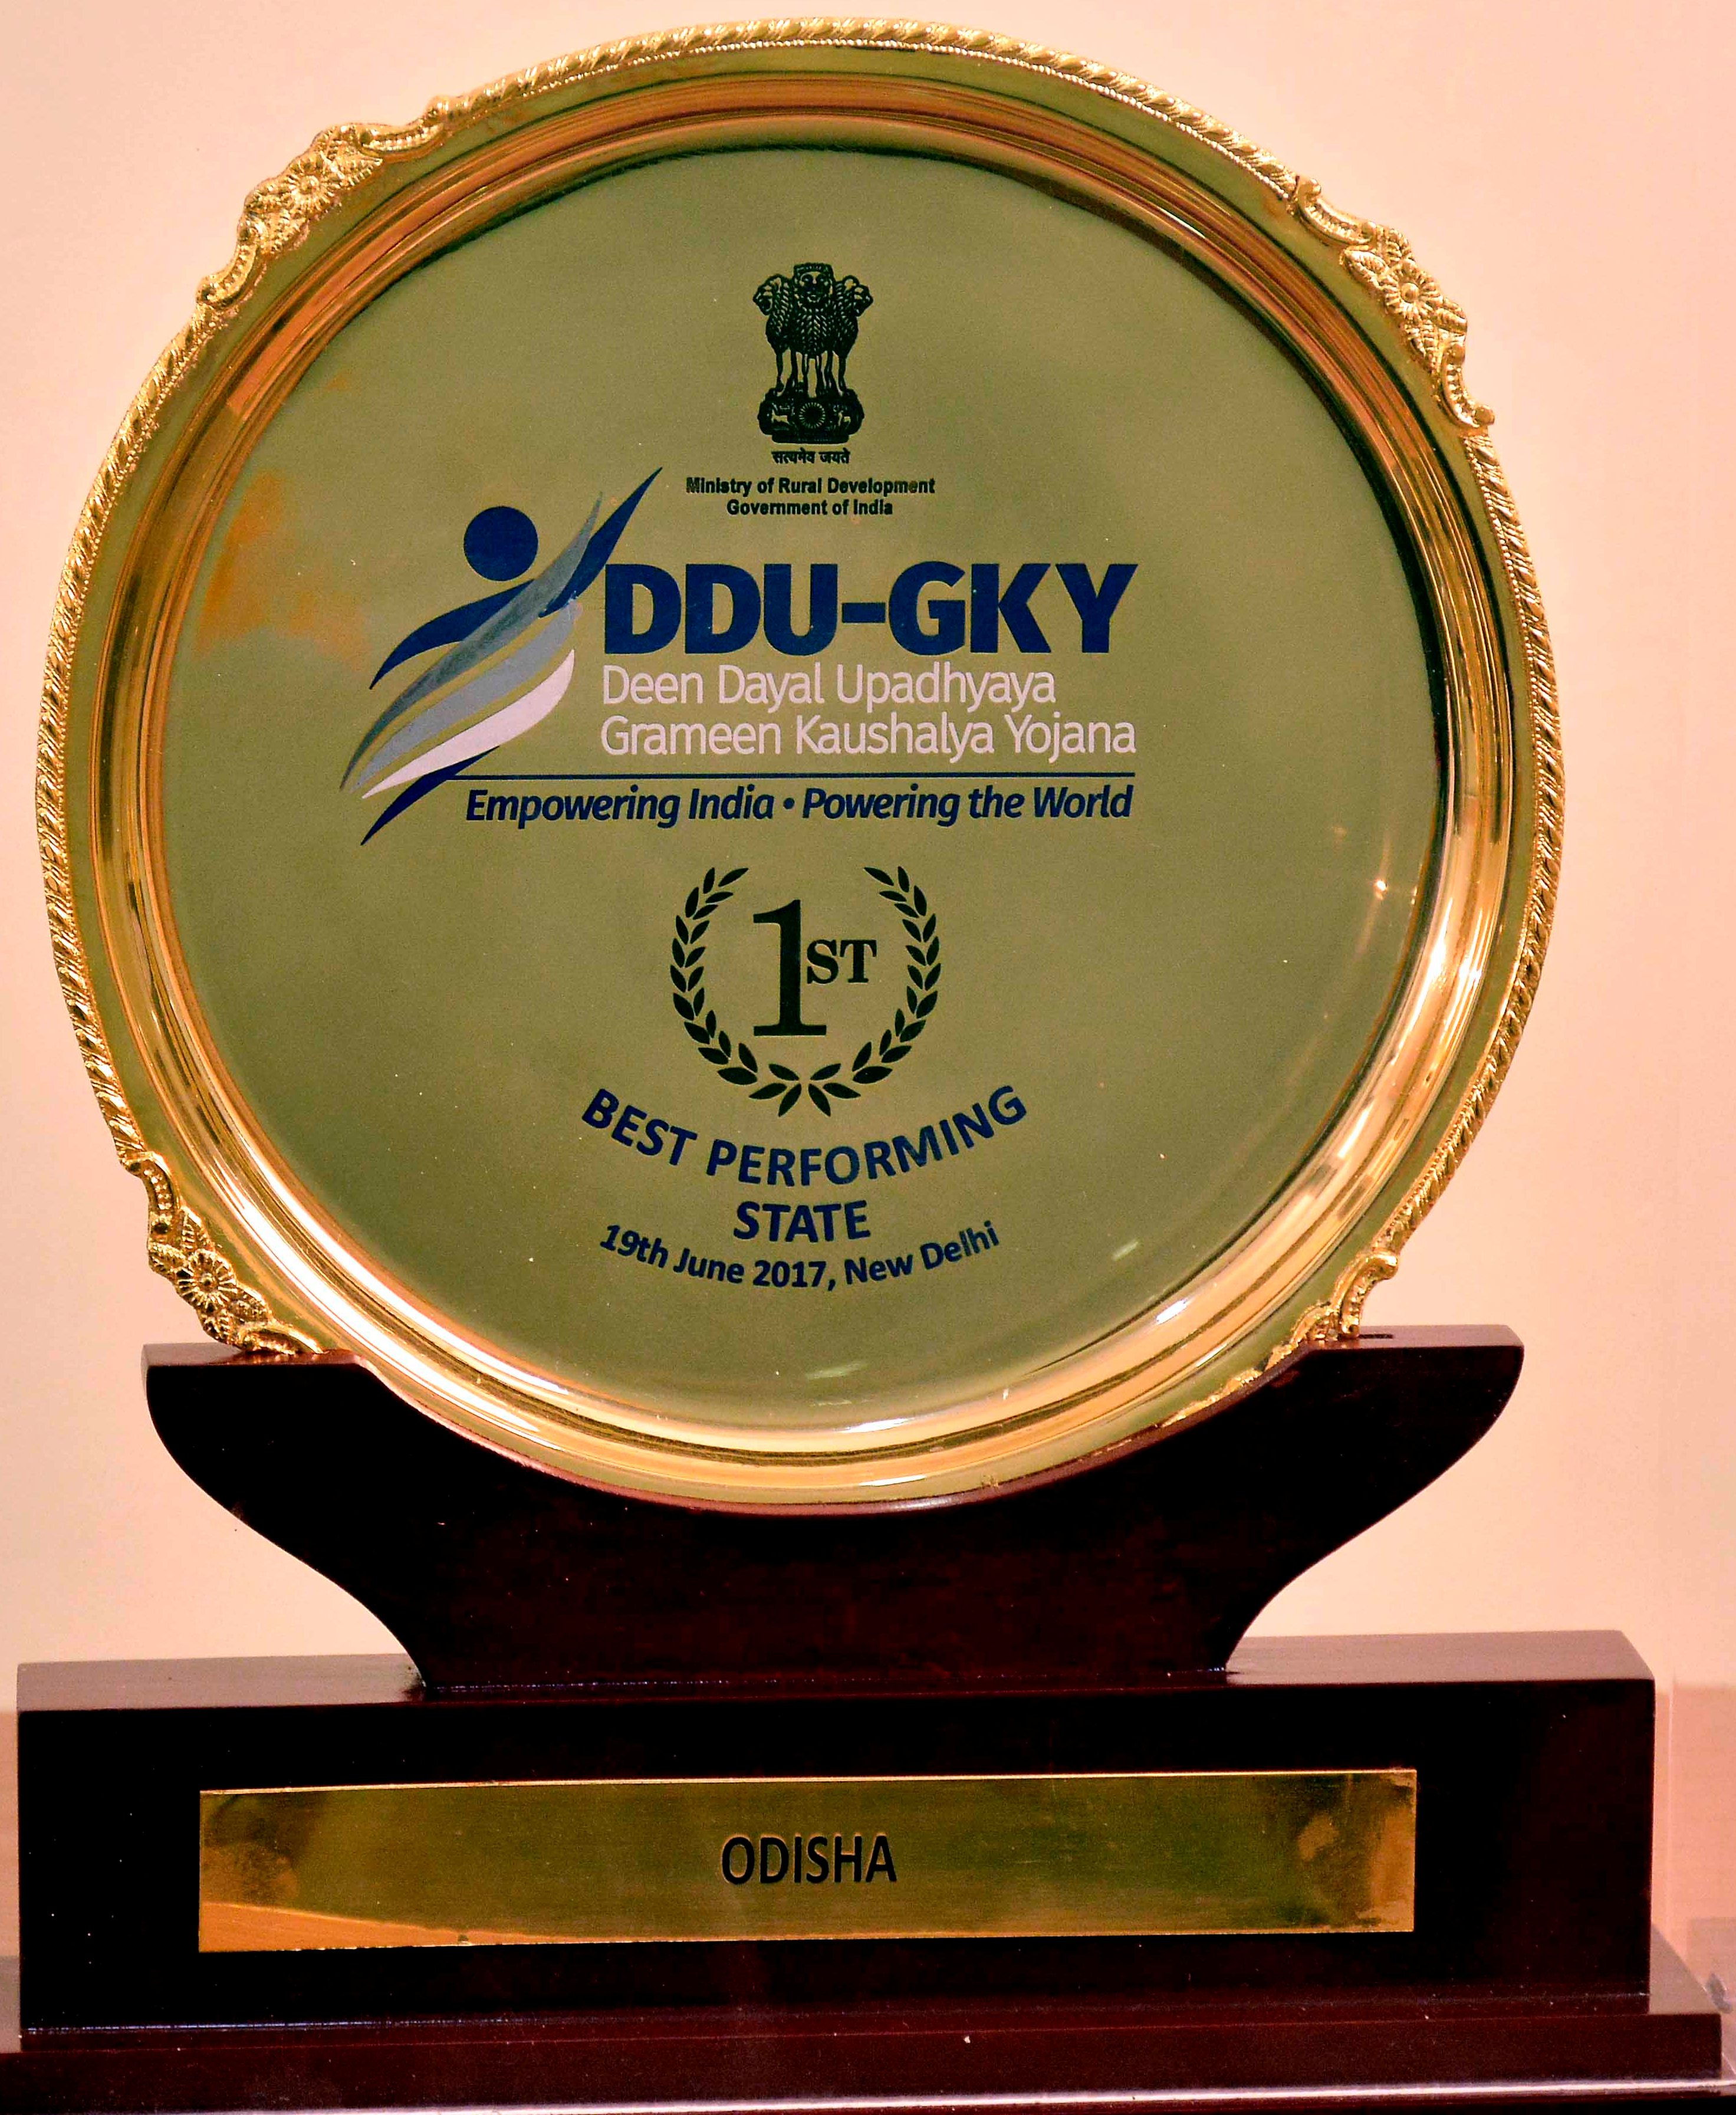 सत्यमेव जयते
Ministry of Rural Development
Government of India
DDU-GKY
Deen Dayal Upadhyaya
Grameen Kaushalya Yojana
Empowering India • Powering the World
1ST
BEST PERFORMING
STATE
19th June 2017, New Delhi
ODISHA